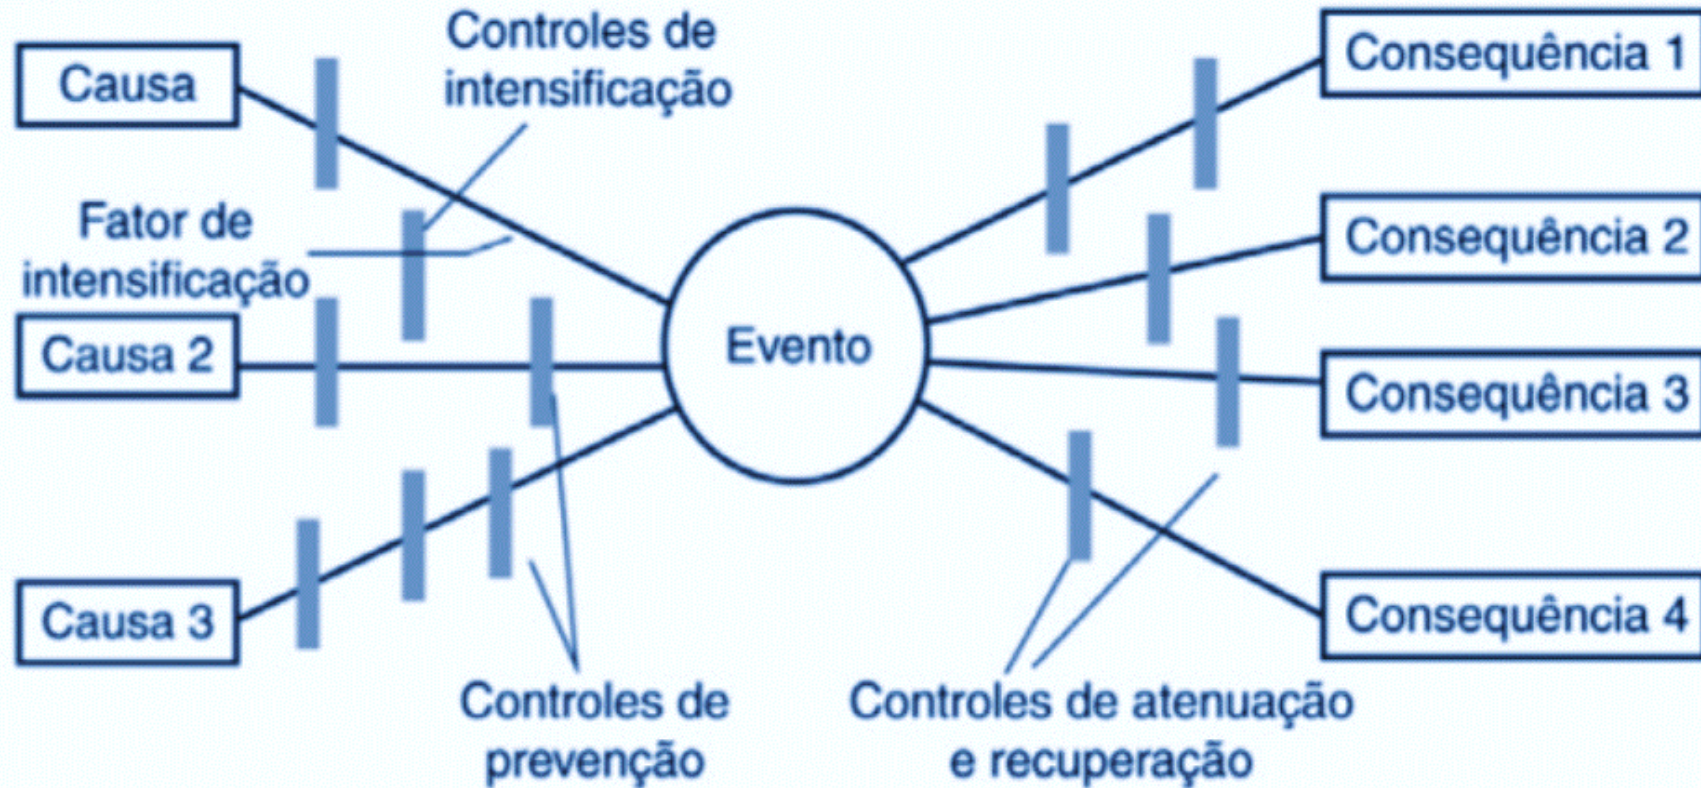 Controles de
intensificação
Causa
Fator de
intensificação
Causa 2
Causa 3
Controles de
prevenção
Evento
Consequência 1
Consequência 2
Consequência 3
Consequência 4
Controles de atenuação
e recuperação